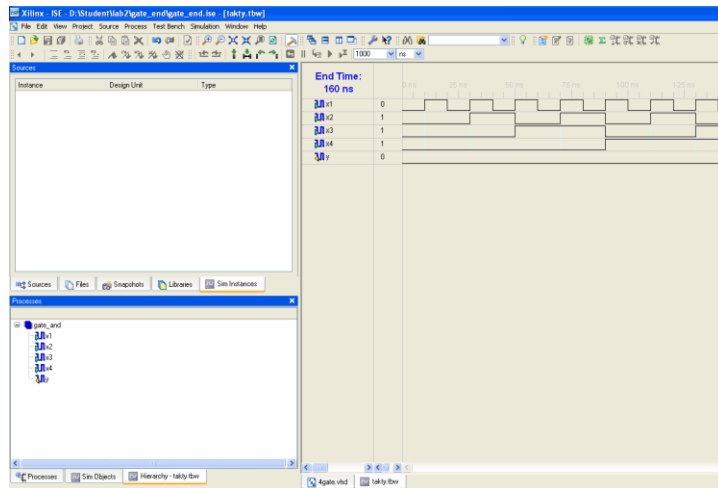 Xilinx - ISE - D:\Student\lab2\gate_end\gate_end.ise - [takty.tbw]
File Edit View Project Source Process Test Bench Simulation Window Help
1000 ns
Sources
Instance Design Unit Type
Sources Files Snapshots Libraries Sim Instances
Processes
gate_and
x1
x2
x3
x4
y
Processes Sim Objects Hierarchy - takty.tbw
End Time:
160 ns
0 ns 25 ns 50 ns 75 ns 100 ns 125 ns
x1 0
x2 1
x3 1
x4 1
y 0
4gate.vhd takty.tbw